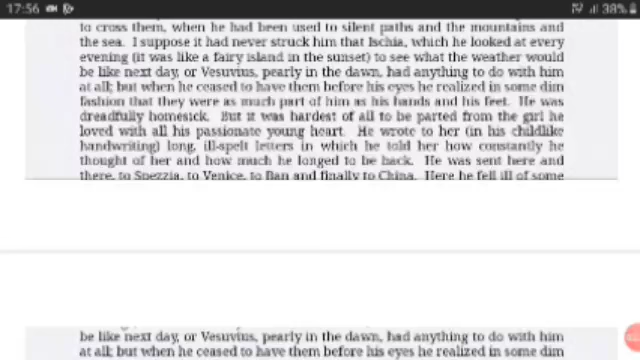 17:56
38%
to cross them, when he had been used to silent paths and the mountains and
the sea. I suppose it had never struck him that Ischia, which he looked at every
evening (it was like a fairy island in the sunset) to see what the weather would
be like next day, or Vesuvius, pearly in the dawn, had anything to do with him
at all; but when he ceased to have them before his eyes he realized in some dim
fashion that they were as much part of him as his hands and his feet. He was
dreadfully homesick. But it was hardest of all to be parted from the girl he
loved with all his passionate young heart. He wrote to her (in his childlike
handwriting) long, ill-spelt letters in which he told her how constantly he
thought of her and how much he longed to be back. He was sent here and
there, to Spezzia, to Venice, to Ban and finally to China. Here he fell ill of some
be like next day, or Vesuvius, pearly in the dawn, had anything to do with him
at all; but when he ceased to have them before his eyes he realized in some dim